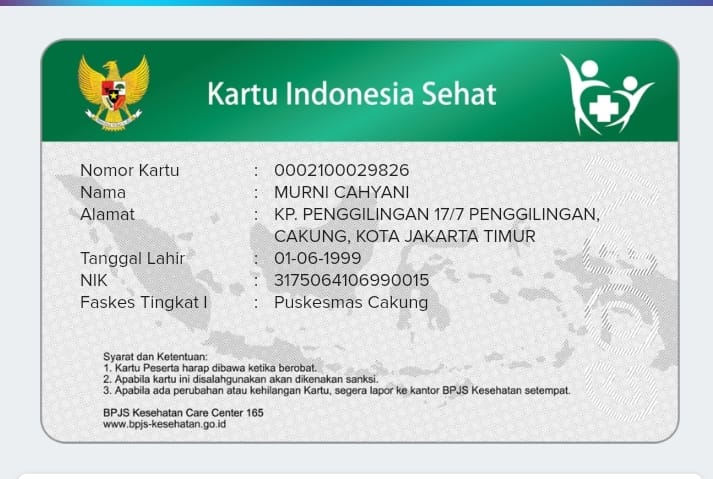 Kartu Indonesia Sehat
Nomor Kartu : 0002100029826
Nama : MURNI CAHYANI
Alamat : KP. PENGGILINGAN 17/7 PENGGILINGAN,
CAKUNG, KOTA JAKARTA TIMUR
Tanggal Lahir : 01-06-1999
NIK : 3175064106990015
Faskes Tingkat I : Puskesmas Cakung
Syarat dan Ketentuan:
1. Kartu Peserta harap dibawa ketika berobat.
2. Apabila kartu ini disalahgunakan akan dikenakan sanksi.
3. Apabila ada perubahan atau kehilangan Kartu, segera lapor ke kantor BPJS Kesehatan setempat.
BPJS Kesehatan Care Center 165
www.bpjs-kesehatan.go.id